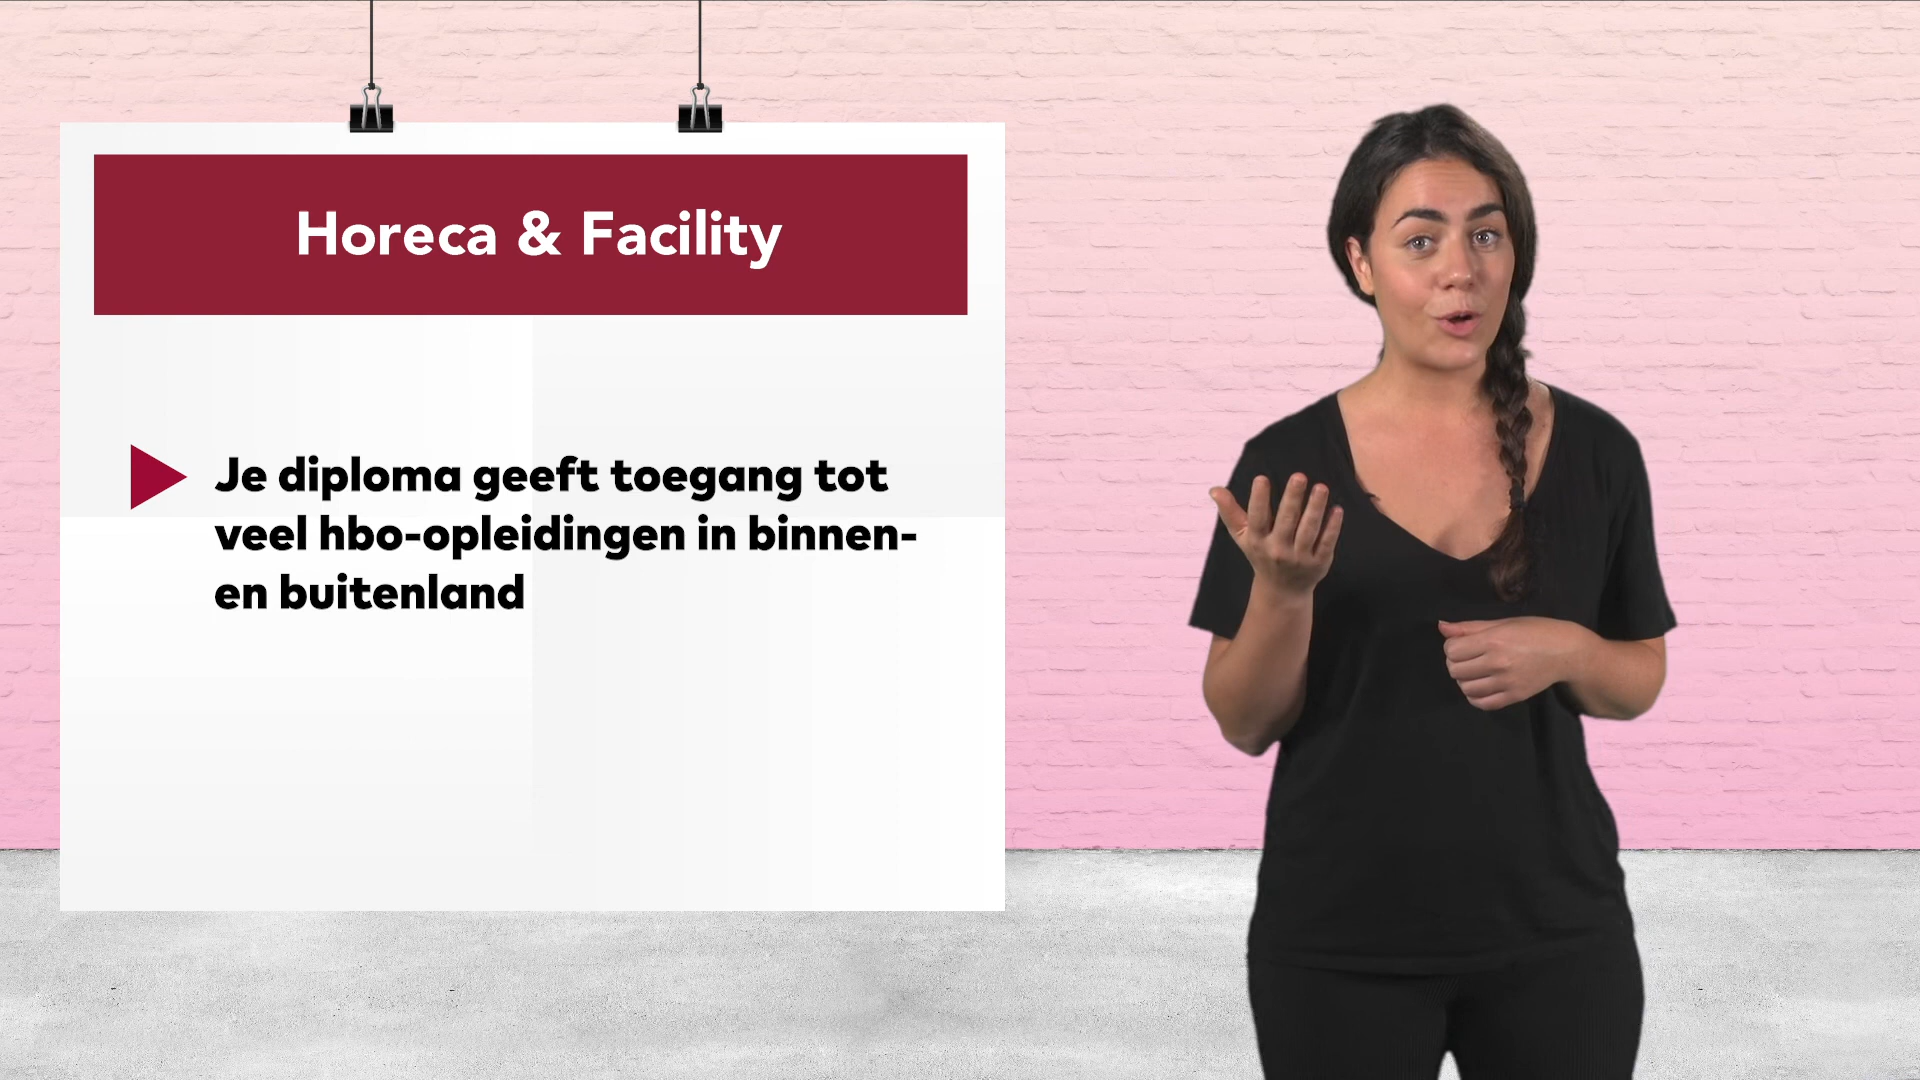 Horeca & Facility
Je diploma geeft toegang tot
veel hbo-opleidingen in binnen-
en buitenland